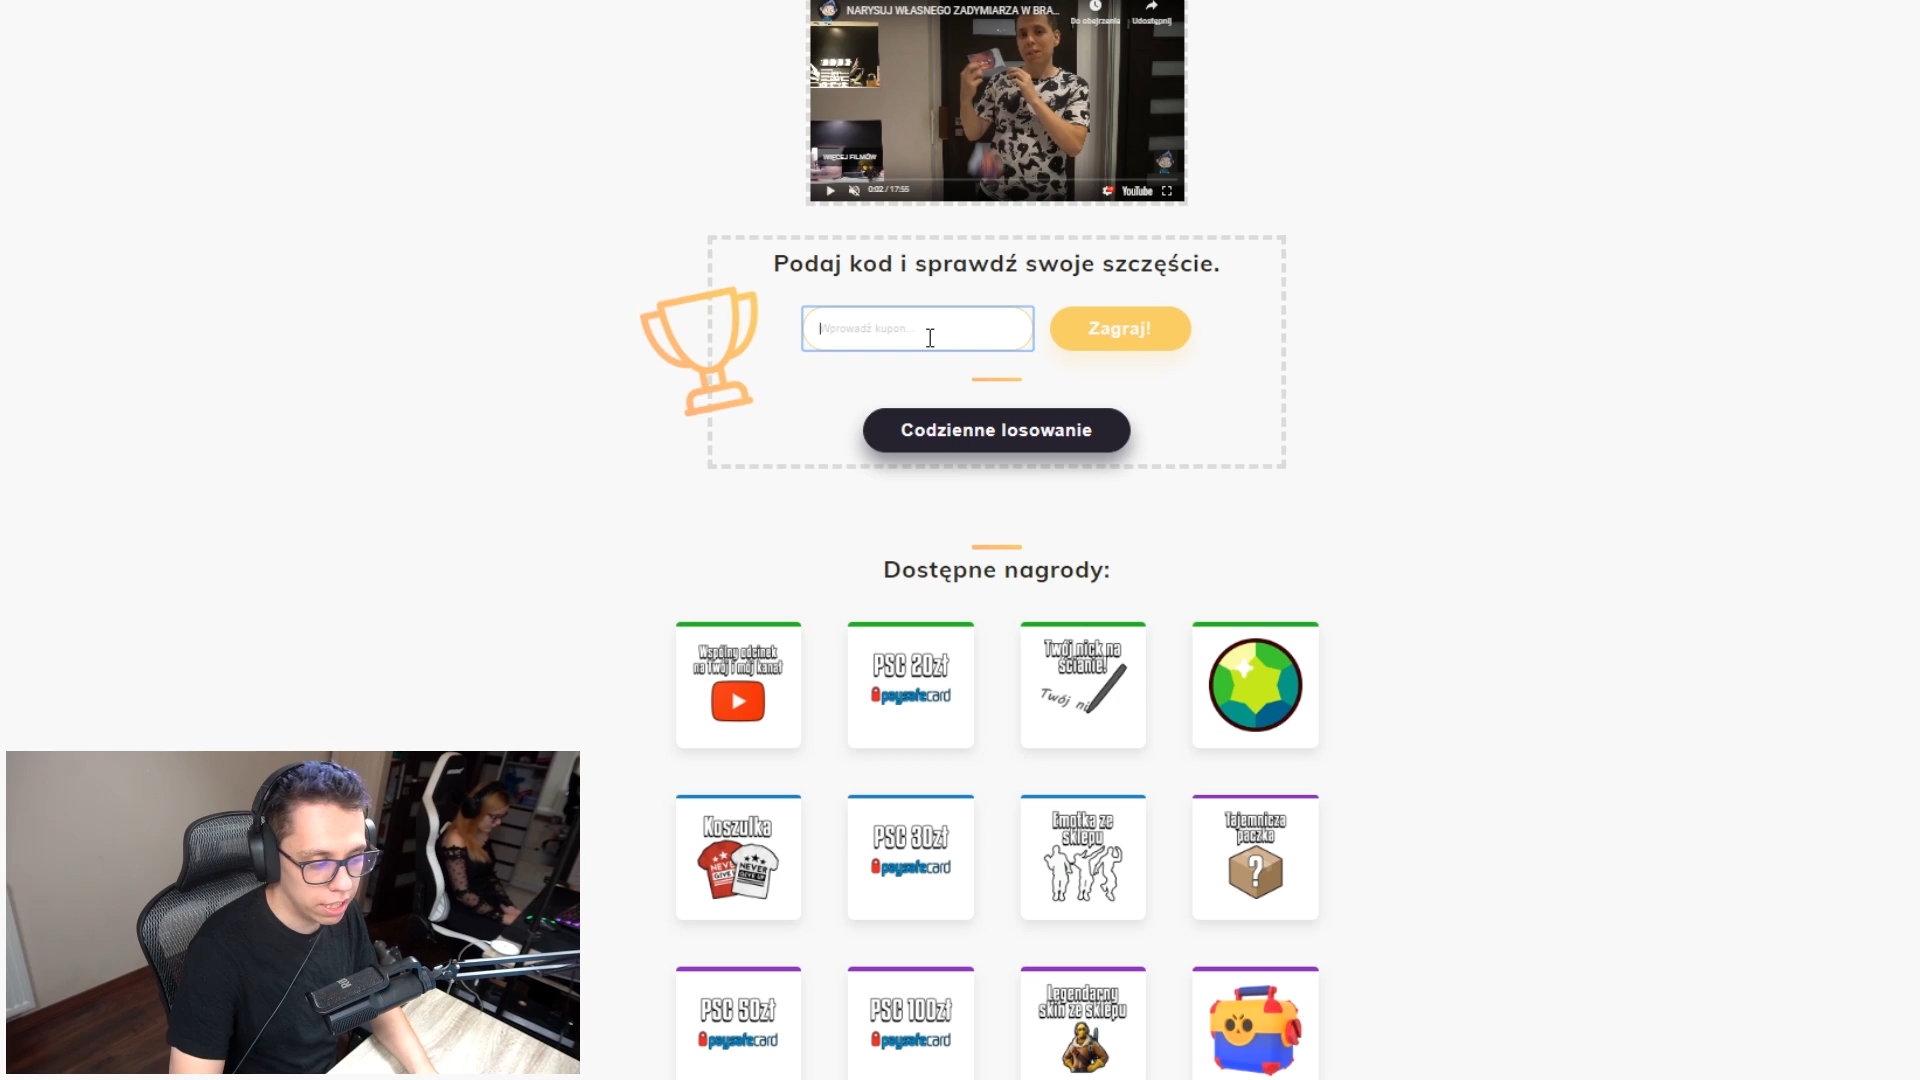 NARYSUJ WŁASNEGO ZADYMIARZA W BRA...
Do obejrzenia
Udostępnij
WIĘCEJ FILMÓW
0:02 / 17:55
YouTube
Podaj kod i sprawdź swoje szczęście.
Wprowadź kupon...
Zagraj!
Codzienne losowanie
Dostępne nagrody:
Wspólny odcinek
na Twój i mój kanał
PSC 20zł
paysafecard
Twój nick na
ścianie!
Twój ni
Koszulka
NEVER
GIVE UP
PSC 30zł
paysafecard
Emotka ze
sklepu
Tajemnicza
paczka
?
PSC 50zł
paysafecard
PSC 100zł
paysafecard
Legendarny
skin ze sklepu